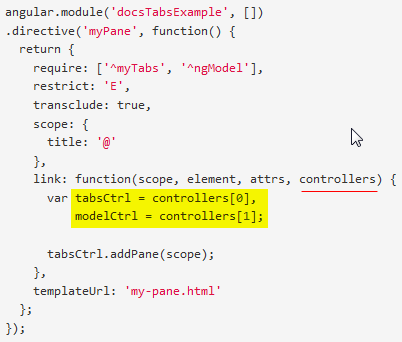 angular.module('docsTabsExample', [])
.directive('myPane', function() {
  return {
    require: ['^myTabs', '^ngModel'],
    restrict: 'E',
    transclude: true,
    scope: {
      title: '@'
    },
    link: function(scope, element, attrs, controllers) {
      var tabsCtrl = controllers[0],
          modelCtrl = controllers[1];

      tabsCtrl.addPane(scope);
    },
    templateUrl: 'my-pane.html'
  };
});